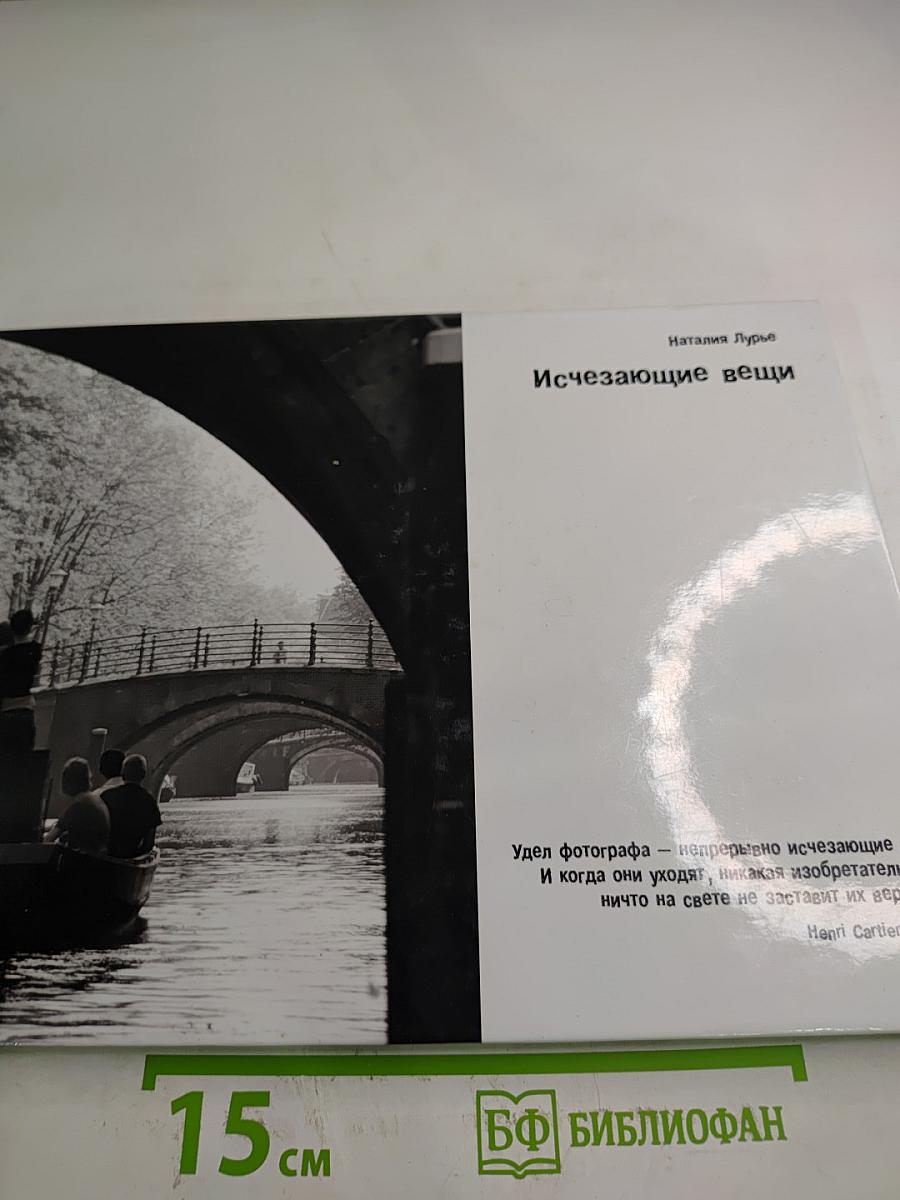 Наталия Лурье
Исчезающие вещи
Удел фотографа — непрерывно исчезающие
И когда они уходят, никакая изобретатель
ничто на свете не заставит их вер
Henri Cartier
15 см
БФ БИБЛИОФАН